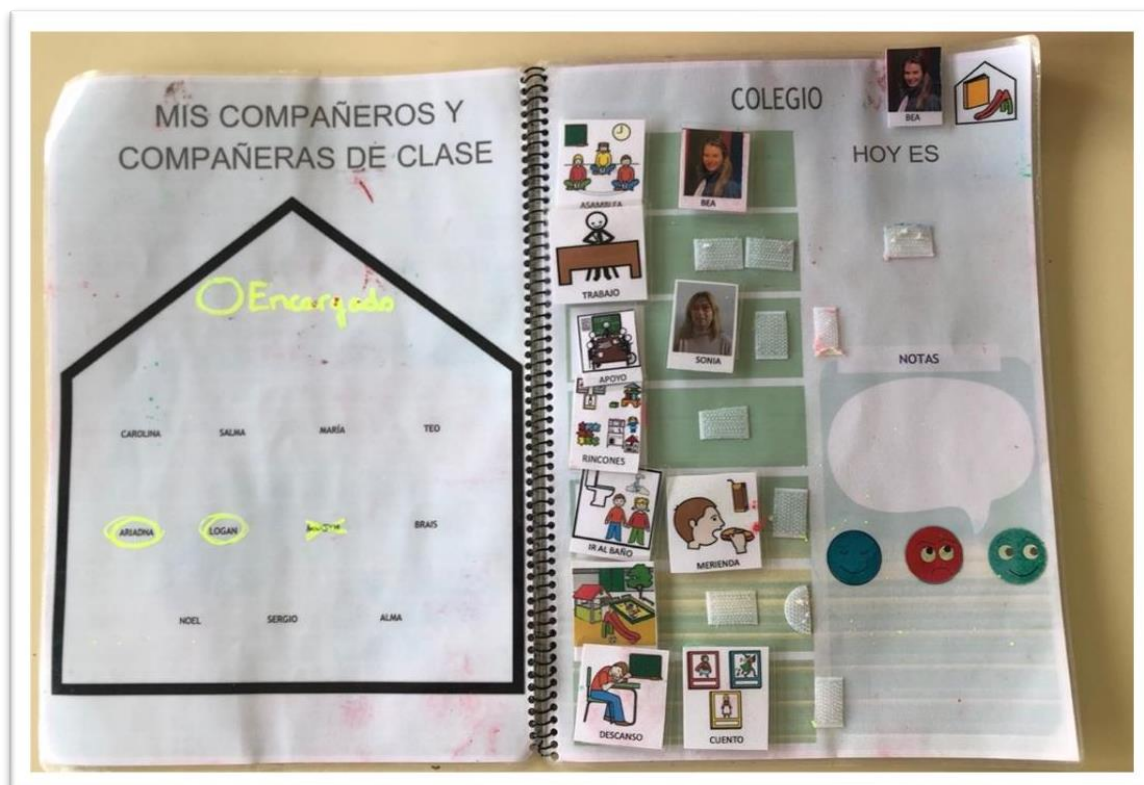 MIS COMPAÑEROS Y
COMPAÑERAS DE CLASE
Encargado
CAROLINA SALMA MARÍA TEO
ARIADNA LOGAN BRAIS
NOEL SERGIO ALMA
COLEGIO
BEA
HOY ES
ASAMBLEA
BEA
TRABAJO
SONIA
APOYO
NOTAS
RINCONES
IR AL BAÑO
MERIENDA
DESCANSO
CUENTO